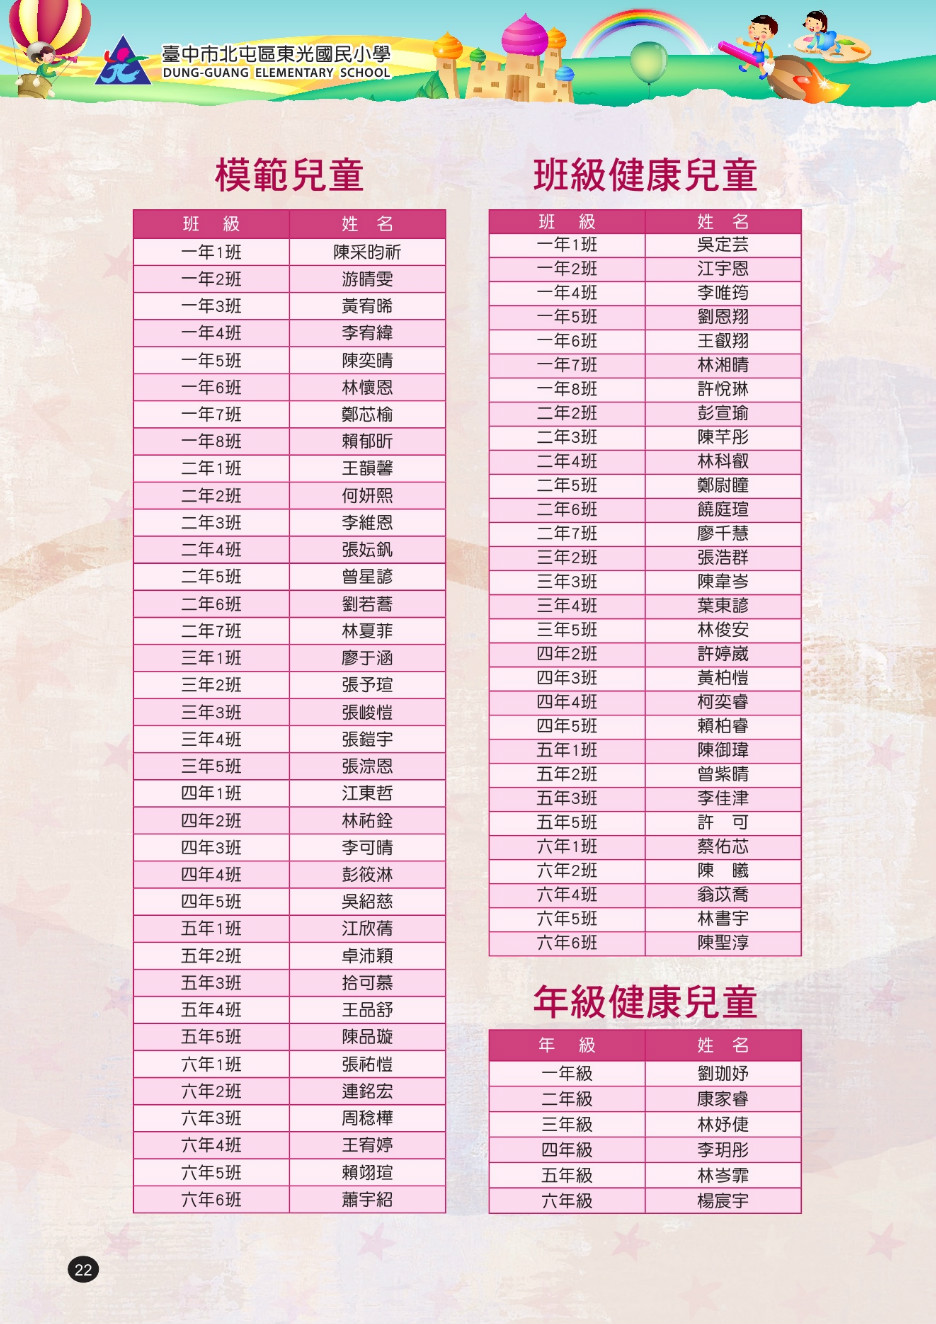 臺中市北屯區東光國民小學
DUNG-GUANG ELEMENTARY SCHOOL
模範兒童
班 級 姓 名
一年1班 陳采昀祈
一年2班 游晴雯
一年3班 黃宥晞
一年4班 李宥緯
一年5班 陳奕晴
一年6班 林懷恩
一年7班 鄭芯榆
一年8班 賴郁昕
二年1班 王韻馨
二年2班 何妍熙
二年3班 李維恩
二年4班 張妘釩
二年5班 曾星諺
二年6班 劉若蕎
二年7班 林夏菲
三年1班 廖于涵
三年2班 張予瑄
三年3班 張峻愷
三年4班 張鎧宇
三年5班 張淙恩
四年1班 江東哲
四年2班 林祐銓
四年3班 李可晴
四年4班 彭筱淋
四年5班 吳紹慈
五年1班 江欣蒨
五年2班 卓沛穎
五年3班 拾可慕
五年4班 王品舒
五年5班 陳品璇
六年1班 張祐愷
六年2班 連銘宏
六年3班 周稔樺
六年4班 王宥婷
六年5班 賴翊瑄
六年6班 蕭宇紹
班級健康兒童
班 級 姓 名
一年1班 吳定芸
一年2班 江宇恩
一年4班 李唯筠
一年5班 劉恩翔
一年6班 王叡翔
一年7班 林湘晴
一年8班 許悅琳
二年2班 彭宣瑜
二年3班 陳芊彤
二年4班 林科叡
二年5班 鄭尉瞳
二年6班 饒庭瑄
二年7班 廖千慧
三年2班 張浩群
三年3班 陳韋岑
三年4班 葉東諺
三年5班 林俊安
四年2班 許婷崴
四年3班 黃柏愷
四年4班 柯奕睿
四年5班 賴柏睿
五年1班 陳御瑋
五年2班 曾紫晴
五年3班 李佳津
五年5班 許 可
六年1班 蔡佑芯
六年2班 陳 曦
六年4班 翁苡喬
六年5班 林書宇
六年6班 陳聖淳
年級健康兒童
年 級 姓 名
一年級 劉珈妤
二年級 康家睿
三年級 林妤倢
四年級 李玥彤
五年級 林岑霏
六年級 楊宸宇
22